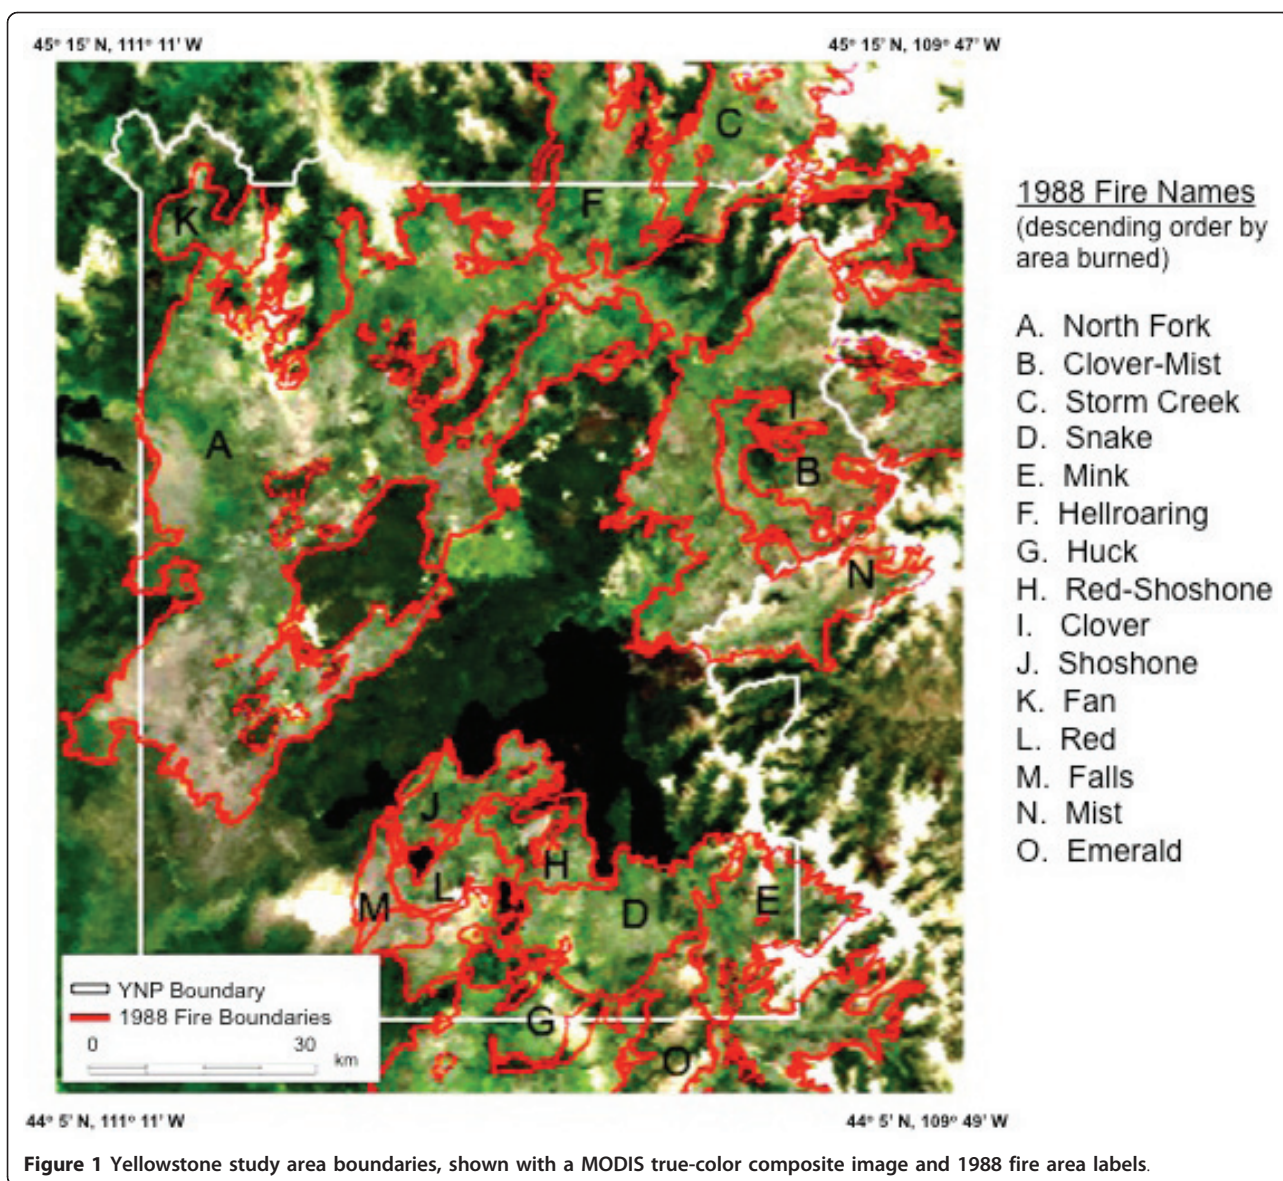 45° 15' N, 111° 11' W
45° 15' N, 109° 47' W
C
K
F
A
I
B
N
J
H
L
M
D
E
G
O
YNP Boundary
1988 Fire Boundaries
0 30
km
1988 Fire Names
(descending order by
area burned)
A. North Fork
B. Clover-Mist
C. Storm Creek
D. Snake
E. Mink
F. Hellroaring
G. Huck
H. Red-Shoshone
I. Clover
J. Shoshone
K. Fan
L. Red
M. Falls
N. Mist
O. Emerald
44° 5' N, 111° 11' W
44° 5' N, 109° 49' W
Figure 1 Yellowstone study area boundaries, shown with a MODIS true-color composite image and 1988 fire area labels.